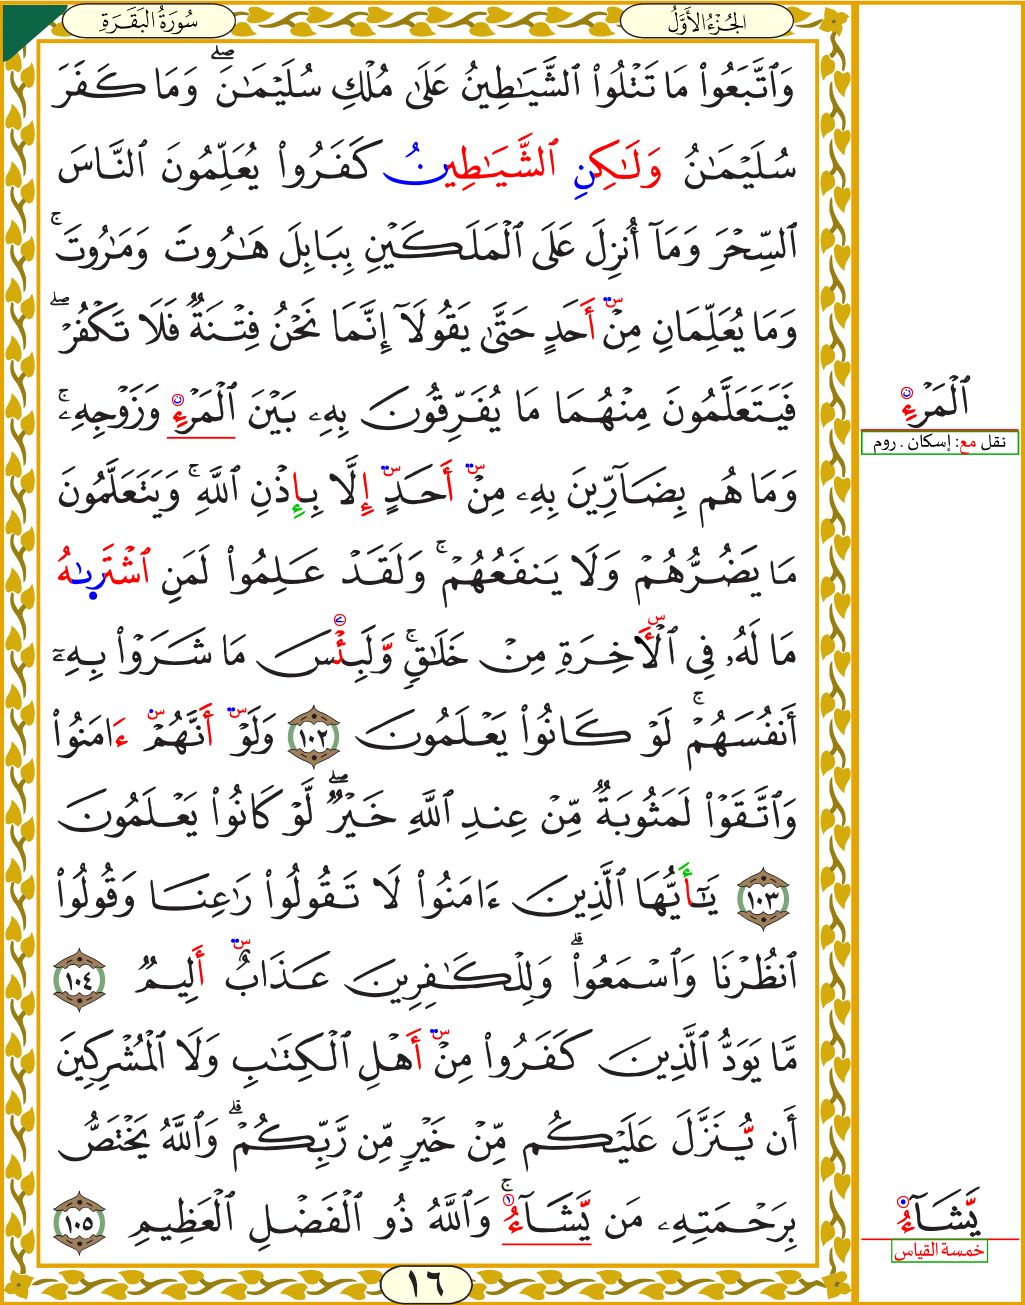 الجُزْءُ الأَوَّلُ
سُورَةُ البَقَرَةِ
وَٱتَّبَعُوا۟ مَا تَتْلُوا۟ ٱلشَّيَـٰطِينُ عَلَىٰ مُلْكِ سُلَيْمَـٰنَ ۖ وَمَا كَفَرَ
سُلَيْمَـٰنُ وَلَـٰكِنِ ٱلشَّيَـٰطِينُ كَفَرُوا۟ يُعَلِّمُونَ ٱلنَّاسَ
ٱلسِّحْرَ وَمَآ أُنزِلَ عَلَى ٱلْمَلَكَيْنِ بِبَابِلَ هَـٰرُوتَ وَمَـٰرُوتَ ۚ
وَمَا يُعَلِّمَانِ مِنْ أَحَدٍ حَتَّىٰ يَقُولَآ إِنَّمَا نَحْنُ فِتْنَةٌ فَلَا تَكْفُرْ ۖ
فَيَتَعَلَّمُونَ مِنْهُمَا مَا يُفَرِّقُونَ بِهِۦ بَيْنَ ٱلْمَرْءِ وَزَوْجِهِۦ ۚ
وَمَا هُم بِضَآرِّينَ بِهِۦ مِنْ أَحَدٍ إِلَّا بِإِذْنِ ٱللَّهِ ۚ وَيَتَعَلَّمُونَ
مَا يَضُرُّهُمْ وَلَا يَنفَعُهُمْ ۚ وَلَقَدْ عَلِمُوا۟ لَمَنِ ٱشْتَرَىٰهُ
مَا لَهُۥ فِى ٱلْأَخِرَةِ مِنْ خَلَـٰقٍ ۚ وَلَبِئْسَ مَا شَرَوْا۟ بِهِۦٓ
أَنفُسَهُمْ ۚ لَوْ كَانُوا۟ يَعْلَمُونَ ١٠٢ وَلَوْ أَنَّهُمْ ءَامَنُوا۟
وَٱتَّقَوْا۟ لَمَثُوبَةٌ مِّنْ عِندِ ٱللَّهِ خَيْرٌ ۖ لَّوْ كَانُوا۟ يَعْلَمُونَ
١٠٣ يَـٰٓأَيُّهَا ٱلَّذِينَ ءَامَنُوا۟ لَا تَقُولُوا۟ رَٰعِنَا وَقُولُوا۟
ٱنظُرْنَا وَٱسْمَعُوا۟ ۗ وَلِلْكَـٰفِرِينَ عَذَابٌ أَلِيمٌ ١٠٤
مَّا يَوَدُّ ٱلَّذِينَ كَفَرُوا۟ مِنْ أَهْلِ ٱلْكِتَـٰبِ وَلَا ٱلْمُشْرِكِينَ
أَن يُّنَزَّلَ عَلَيْكُم مِّنْ خَيْرٍ مِّن رَّبِّكُمْ ۗ وَٱللَّهُ يَخْتَصُّ
بِرَحْمَتِهِۦ مَن يَّشَآءُ ۚ وَٱللَّهُ ذُو ٱلْفَضْلِ ٱلْعَظِيمِ ١٠٥
١٦
ٱلْمَرْءِ
نقل مع: إسكان . روم
يَّشَآءُ
خمسة القياس